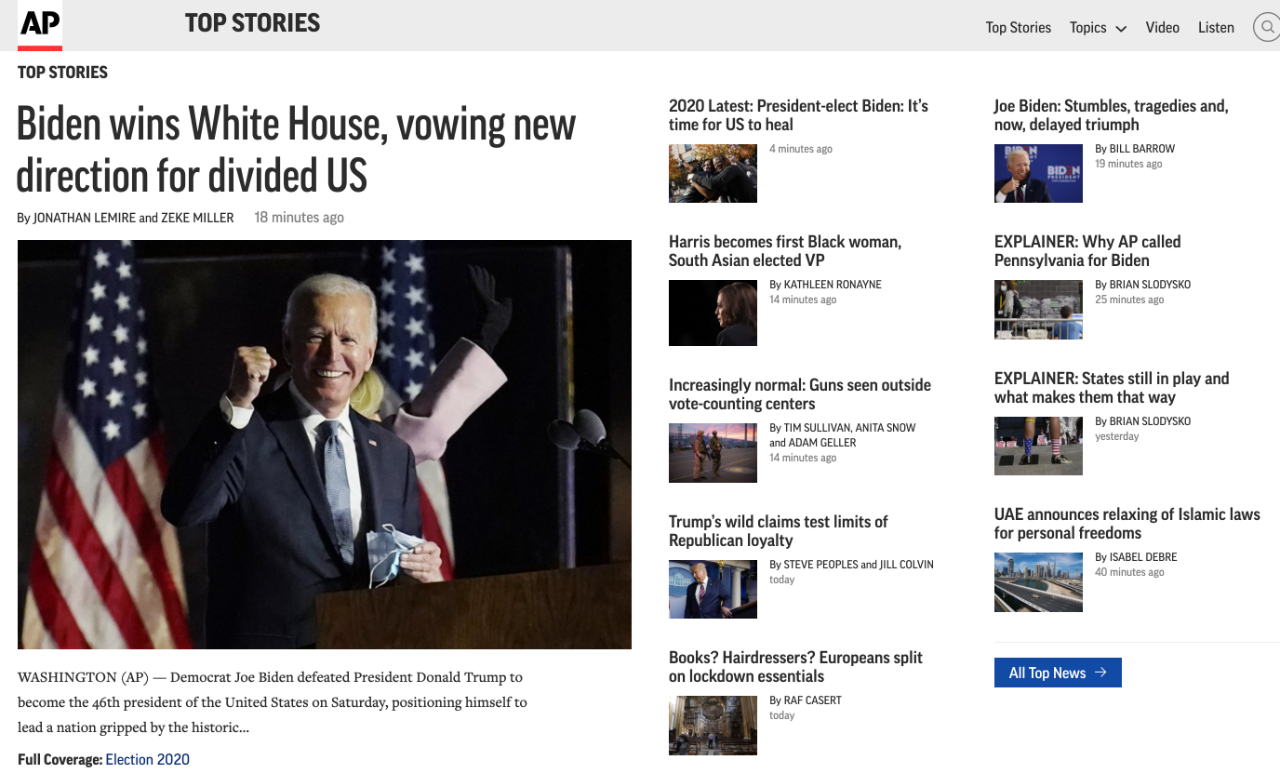 AP
TOP STORIES
Top Stories
Topics
Video
Listen
TOP STORIES
Biden wins White House, vowing new
direction for divided US
By JONATHAN LEMIRE and ZEKE MILLER
18 minutes ago
WASHINGTON (AP) — Democrat Joe Biden defeated President Donald Trump to
become the 46th president of the United States on Saturday, positioning himself to
lead a nation gripped by the historic...
Full Coverage: Election 2020
2020 Latest: President-elect Biden: It's
time for US to heal
4 minutes ago
Harris becomes first Black woman,
South Asian elected VP
By KATHLEEN RONAYNE
14 minutes ago
Increasingly normal: Guns seen outside
vote-counting centers
By TIM SULLIVAN, ANITA SNOW
and ADAM GELLER
14 minutes ago
Trump's wild claims test limits of
Republican loyalty
By STEVE PEOPLES and JILL COLVIN
today
Books? Hairdressers? Europeans split
on lockdown essentials
By RAF CASERT
today
Joe Biden: Stumbles, tragedies and,
now, delayed triumph
BIDEN
PRESIDENT
By BILL BARROW
19 minutes ago
EXPLAINER: Why AP called
Pennsylvania for Biden
By BRIAN SLODYSKO
25 minutes ago
EXPLAINER: States still in play and
what makes them that way
By BRIAN SLODYSKO
yesterday
UAE announces relaxing of Islamic laws
for personal freedoms
By ISABEL DEBRE
40 minutes ago
All Top News →